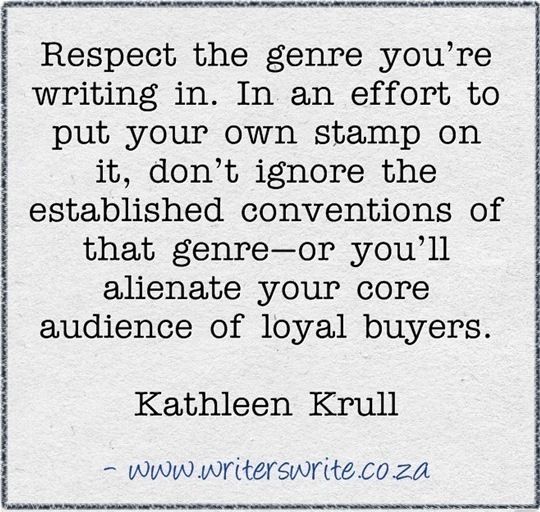 Respect the genre you're
writing in. In an effort to
put your own stamp on
it, don't ignore the
established conventions of
that genre—or you'll
alienate your core
audience of loyal buyers.
Kathleen Krull
- www.writerswrite.co.za